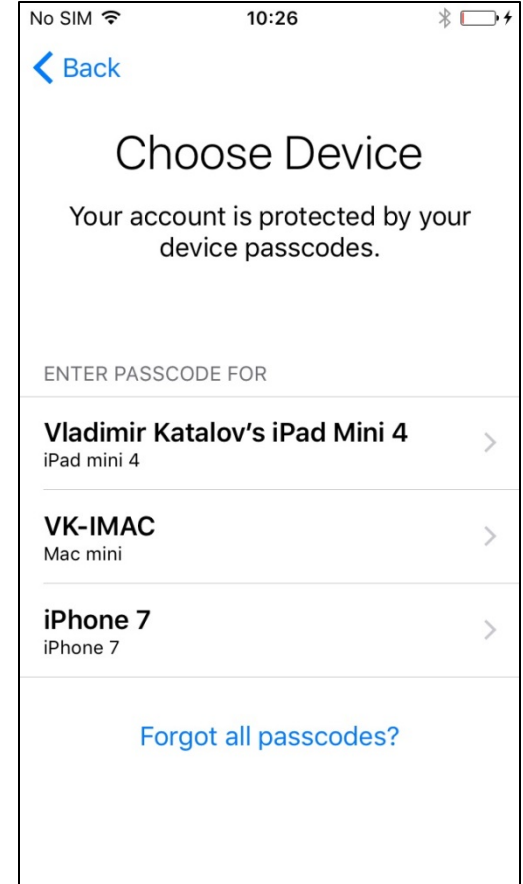 No SIM 10:26
Back
Choose Device
Your account is protected by your
device passcodes.
ENTER PASSCODE FOR
Vladimir Katalov’s iPad Mini 4
iPad mini 4
VK-IMAC
Mac mini
iPhone 7
iPhone 7
Forgot all passcodes?